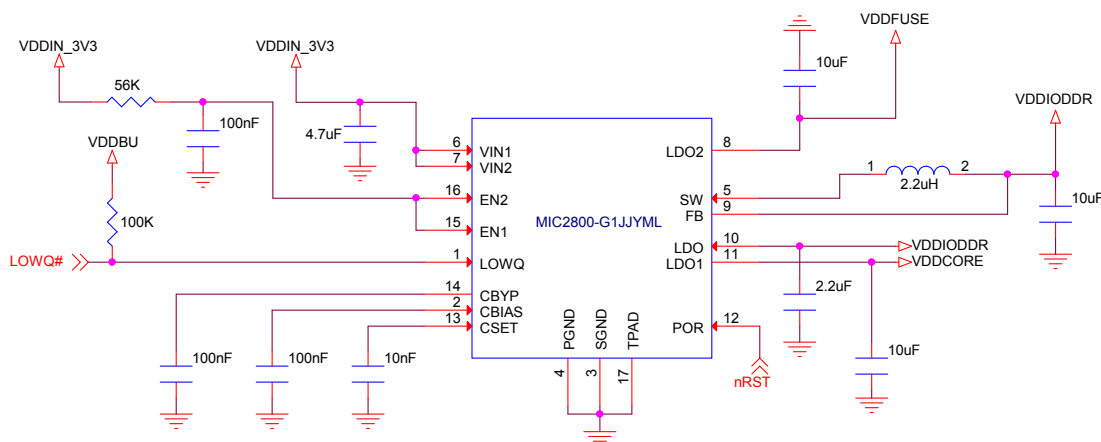 VDDIN_3V3
56K
100nF
VDDBU
100K
LOWQ#
VDDIN_3V3
4.7uF
6 VIN1
7 VIN2
16 EN2
15 EN1
1 LOWQ
14 CBYP
2 CBIAS
13 CSET
100nF
100nF
10nF
MIC2800-G1JJYML
PGND
SGND
TPAD
4
3
17
LDO2 8
SW 5
FB 9
LDO 10
LDO1 11
POR 12
10uF
VDDFUSE
1
2.2uH
2
VDDIODDR
10uF
VDDIODDR
VDDCORE
2.2uF
10uF
nRST